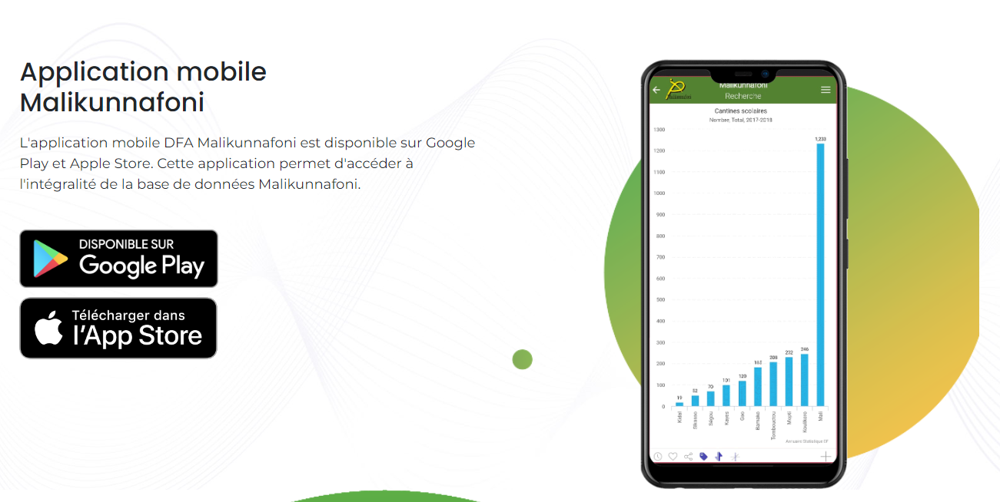 Application mobile
Malikunnafoni
L'application mobile DFA Malikunnafoni est disponible sur Google
Play et Apple Store. Cette application permet d'accéder à
l'intégralité de la base de données Malikunnafoni.
DISPONIBLE SUR
Google Play
Télécharger dans
l'App Store
Malikunnafoni
Recherche
Cantines scolaires
Nombre, Total, 2017-2018
1300
1200
1100
1000
900
800
700
600
500
400
300
200
100
0
19
52
70
101
120
208
232
246
1,233
Kidal
Sikasso
Ségou
Kayes
Gao
Bamako
Tombouctou
Mopti
Koulikoro
Mali
Annuaire Statistique EF